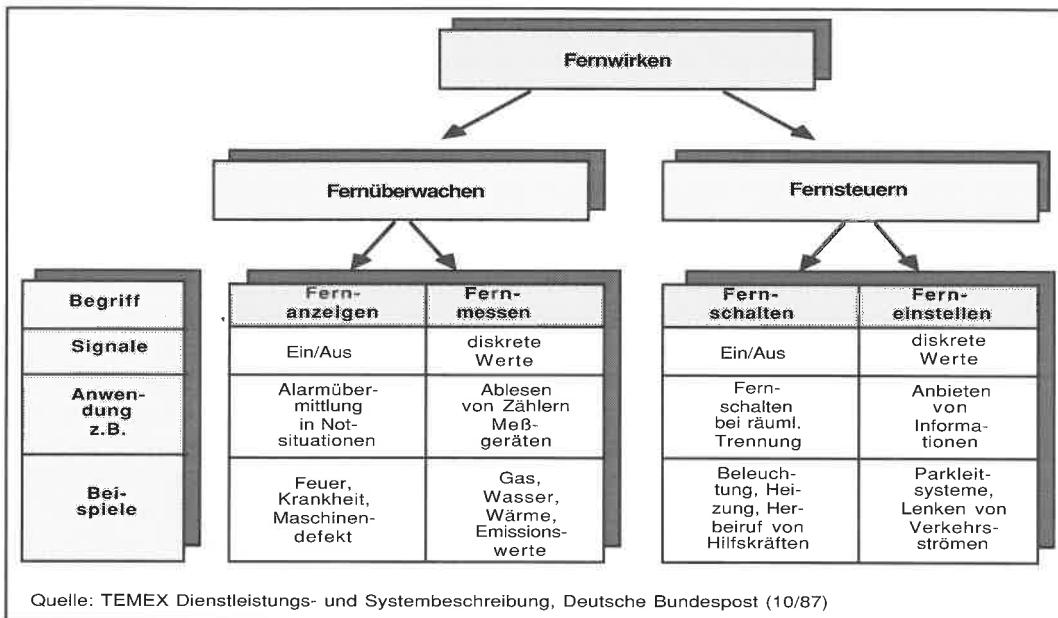 Fernwirken
Fernüberwachen
Fernsteuern
Begriff
Fern-
anzeigen
Fern-
messen
Fern-
schalten
Fern-
einstellen
Signale
Ein/Aus
diskrete
Werte
Ein/Aus
diskrete
Werte
Anwen-
dung
z.B.
Alarmüber-
mittlung
in Not-
situationen
Ablesen
von Zählern
Meß-
geräten
Fern-
schalten
bei räuml.
Trennung
Anbieten
von
Informa-
tionen
Bei-
spiele
Feuer,
Krankheit,
Maschinen-
defekt
Gas,
Wasser,
Wärme,
Emissions-
werte
Beleuch-
tung, Hei-
zung, Her-
beiruf von
Hilfskräften
Parkleit-
systeme,
Lenken von
Verkehrs-
strömen
Quelle: TEMEX Dienstleistungs- und Systembeschreibung, Deutsche Bundespost (10/87)